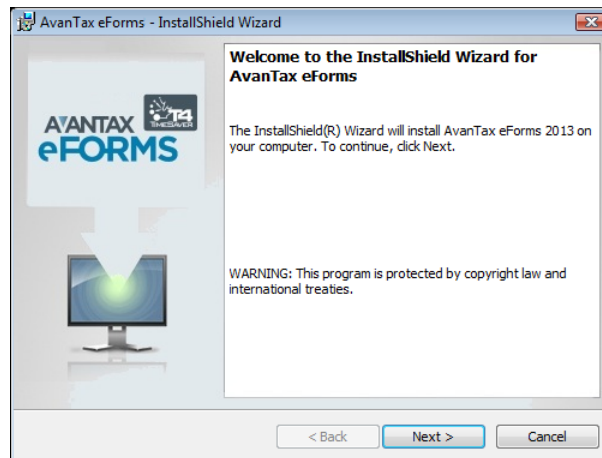 AvanTax eForms - InstallShield Wizard
Welcome to the InstallShield Wizard for
AvanTax eForms
AVANTAX T4
TIMESAVER
eFORMS
The InstallShield(R) Wizard will install AvanTax eForms 2013 on
your computer. To continue, click Next.
WARNING: This program is protected by copyright law and
international treaties.
< Back Next > Cancel